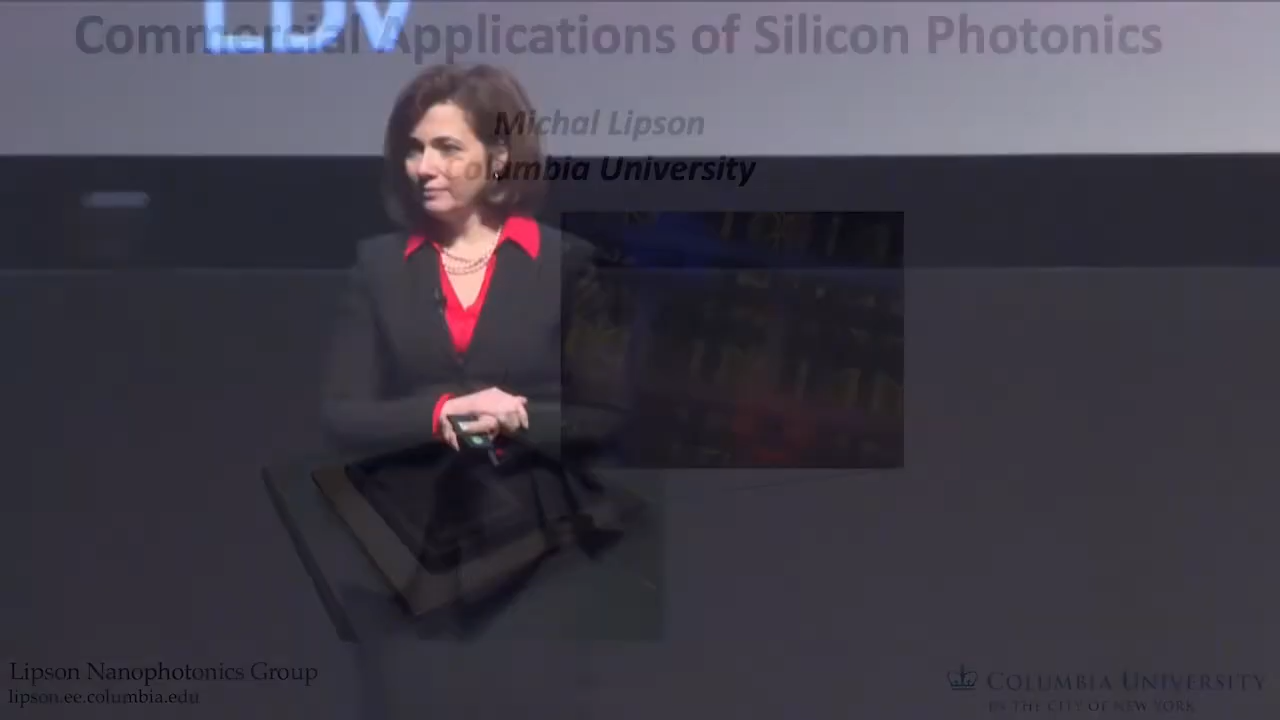 LDV
Commercial Applications of Silicon Photonics
Michal Lipson
Columbia University
Lipson Nanophotonics Group
lipson.ee.columbia.edu
COLUMBIA UNIVERSITY
IN THE CITY OF NEW YORK